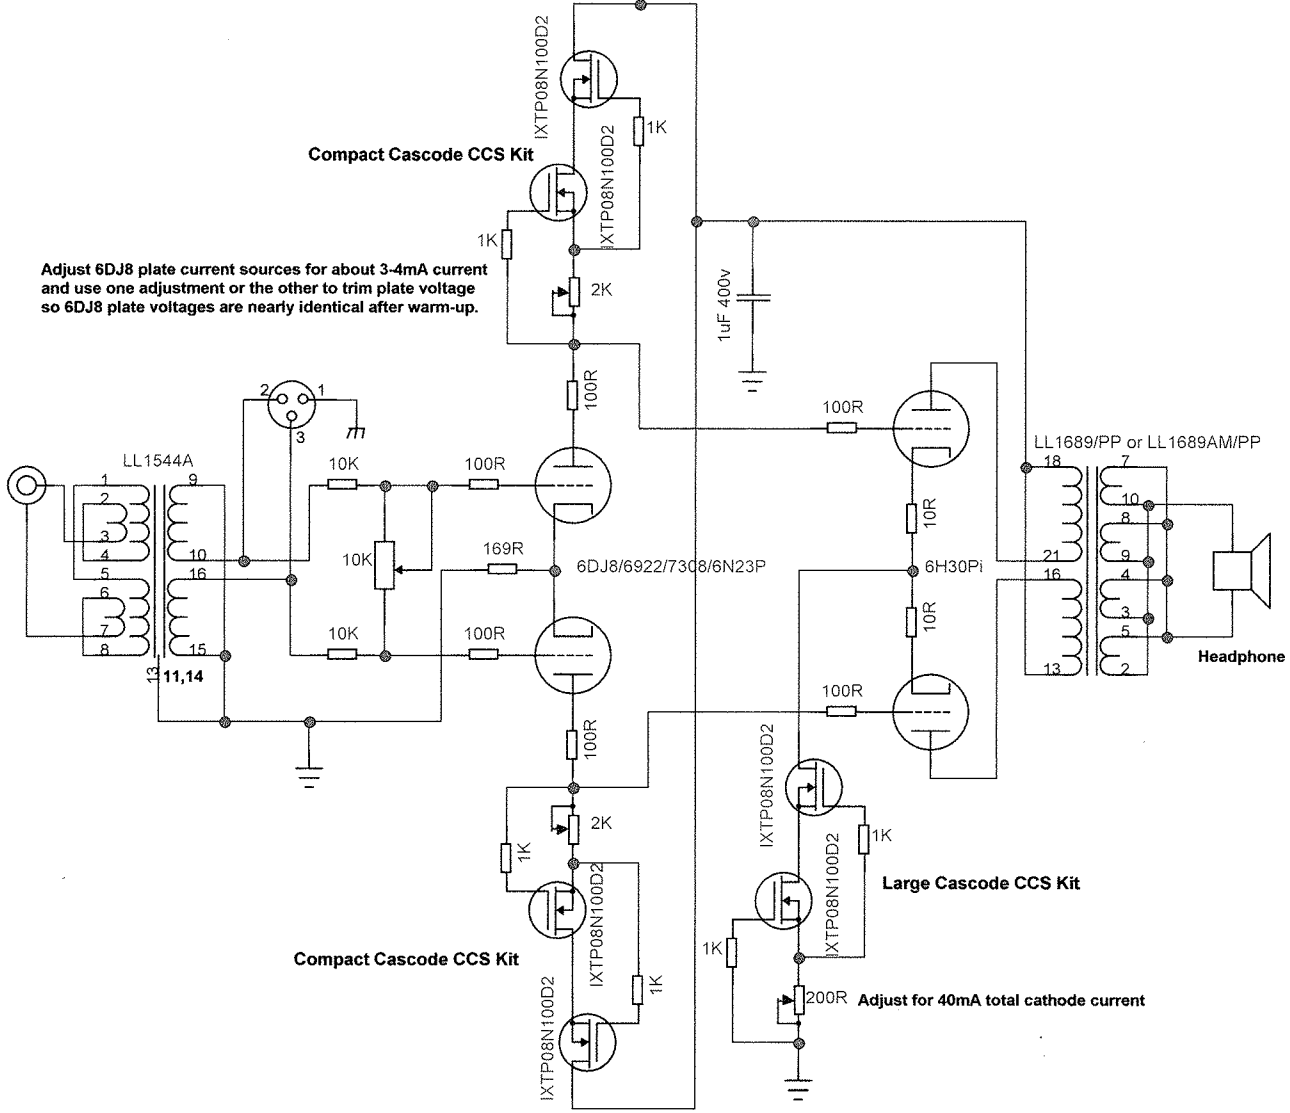 IXTP08N100D2
1K
IXTP08N100D2
Compact Cascode CCS Kit
1K
Adjust 6DJ8 plate current sources for about 3-4mA current
and use one adjustment or the other to trim plate voltage
so 6DJ8 plate voltages are nearly identical after warm-up.
2K
1uF 400v
100R
2
1
3
100R
LL1689/PP or LL1689AM/PP
LL1544A
10K
100R
18
7
1
9
2
10
8
3
10R
4
10
169R
10K
6DJ8/6922/7308/6N23P
6H30Pi
21
9
5
16
16
4
6
10R
3
7
10K
100R
5
8
15
13
2
Headphone
13
11,14
100R
100R
IXTP08N100D2
2K
1K
1K
IXTP08N100D2
IXTP08N100D2
Large Cascode CCS Kit
Compact Cascode CCS Kit
1K
1K
IXTP08N100D2
200R
Adjust for 40mA total cathode current